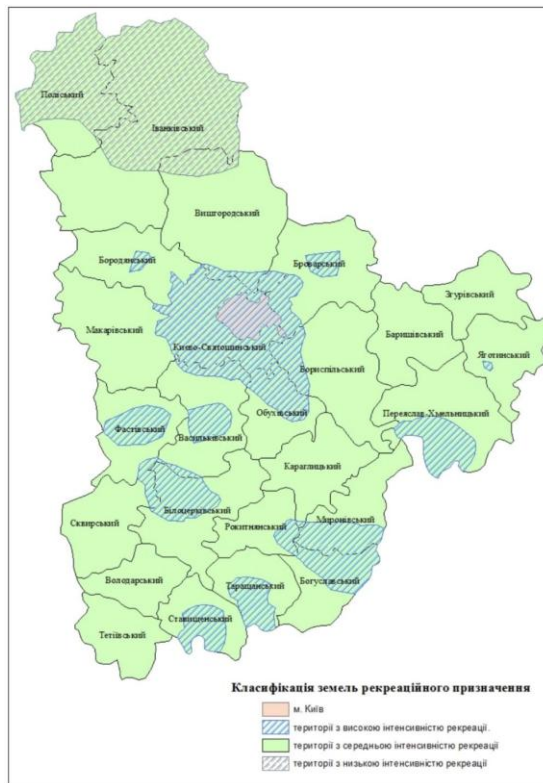 Поліський
Іванківський
Вишгородський
Бородянський
Броварський
Згурівський
Макарівський
Києво-Святошинський
Баришівський
Яготинський
Бориспільський
Обухівський
Переяслав-Хмельницький
Фастівський
Васильківський
Караглицький
Білоцерківський
Сквирський
Рокитнянський
Миронівський
Володарський
Таращанський
Богуславський
Ставищенський
Тетіївський
Класифікація земель рекреаційного призначення
м. Київ
території з високою інтенсивністю рекреації.
території з середньою інтенсивністю рекреації
території з низькою інтенсивністю рекреації